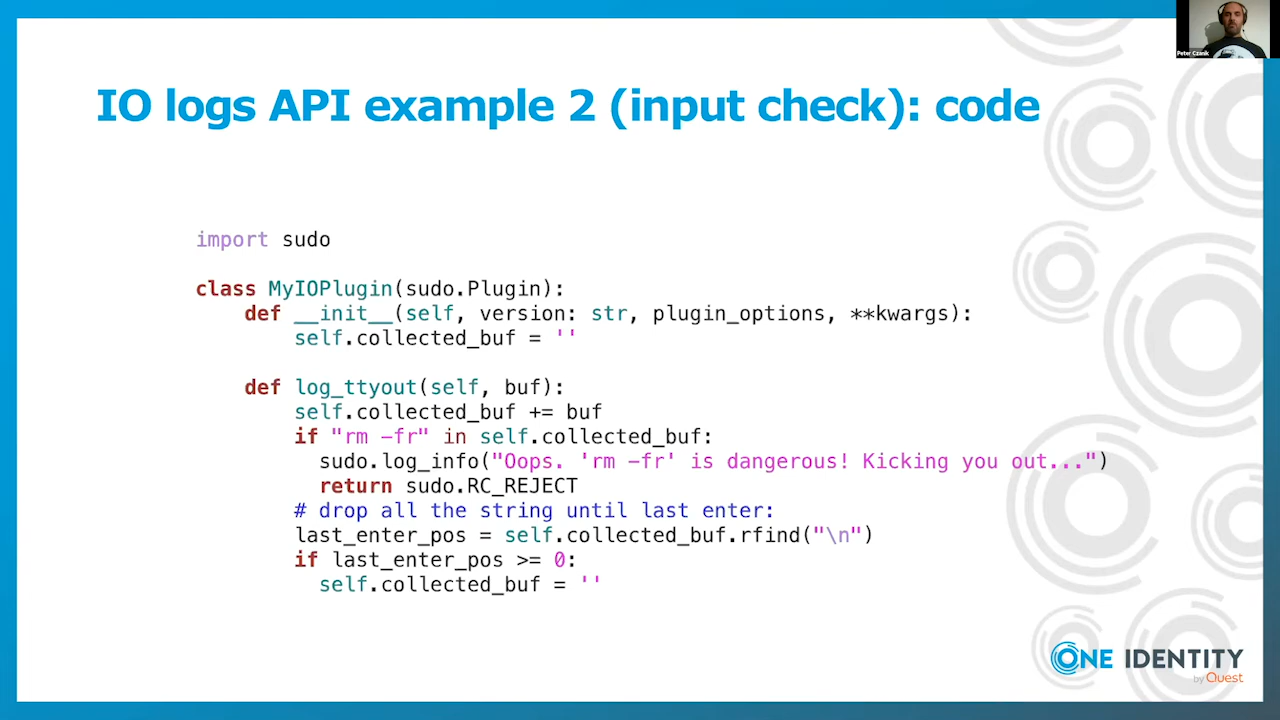 Peter Czanik
IO logs API example 2 (input check): code
import sudo
class MyIOPlugin(sudo.Plugin):
    def __init__(self, version: str, plugin_options, **kwargs):
        self.collected_buf = ''
    def log_ttyout(self, buf):
        self.collected_buf += buf
        if "rm -fr" in self.collected_buf:
          sudo.log_info("Oops. 'rm -fr' is dangerous! Kicking you out...")
          return sudo.RC_REJECT
        # drop all the string until last enter:
        last_enter_pos = self.collected_buf.rfind("\n")
        if last_enter_pos >= 0:
          self.collected_buf = ''
ONE IDENTITY
by Quest